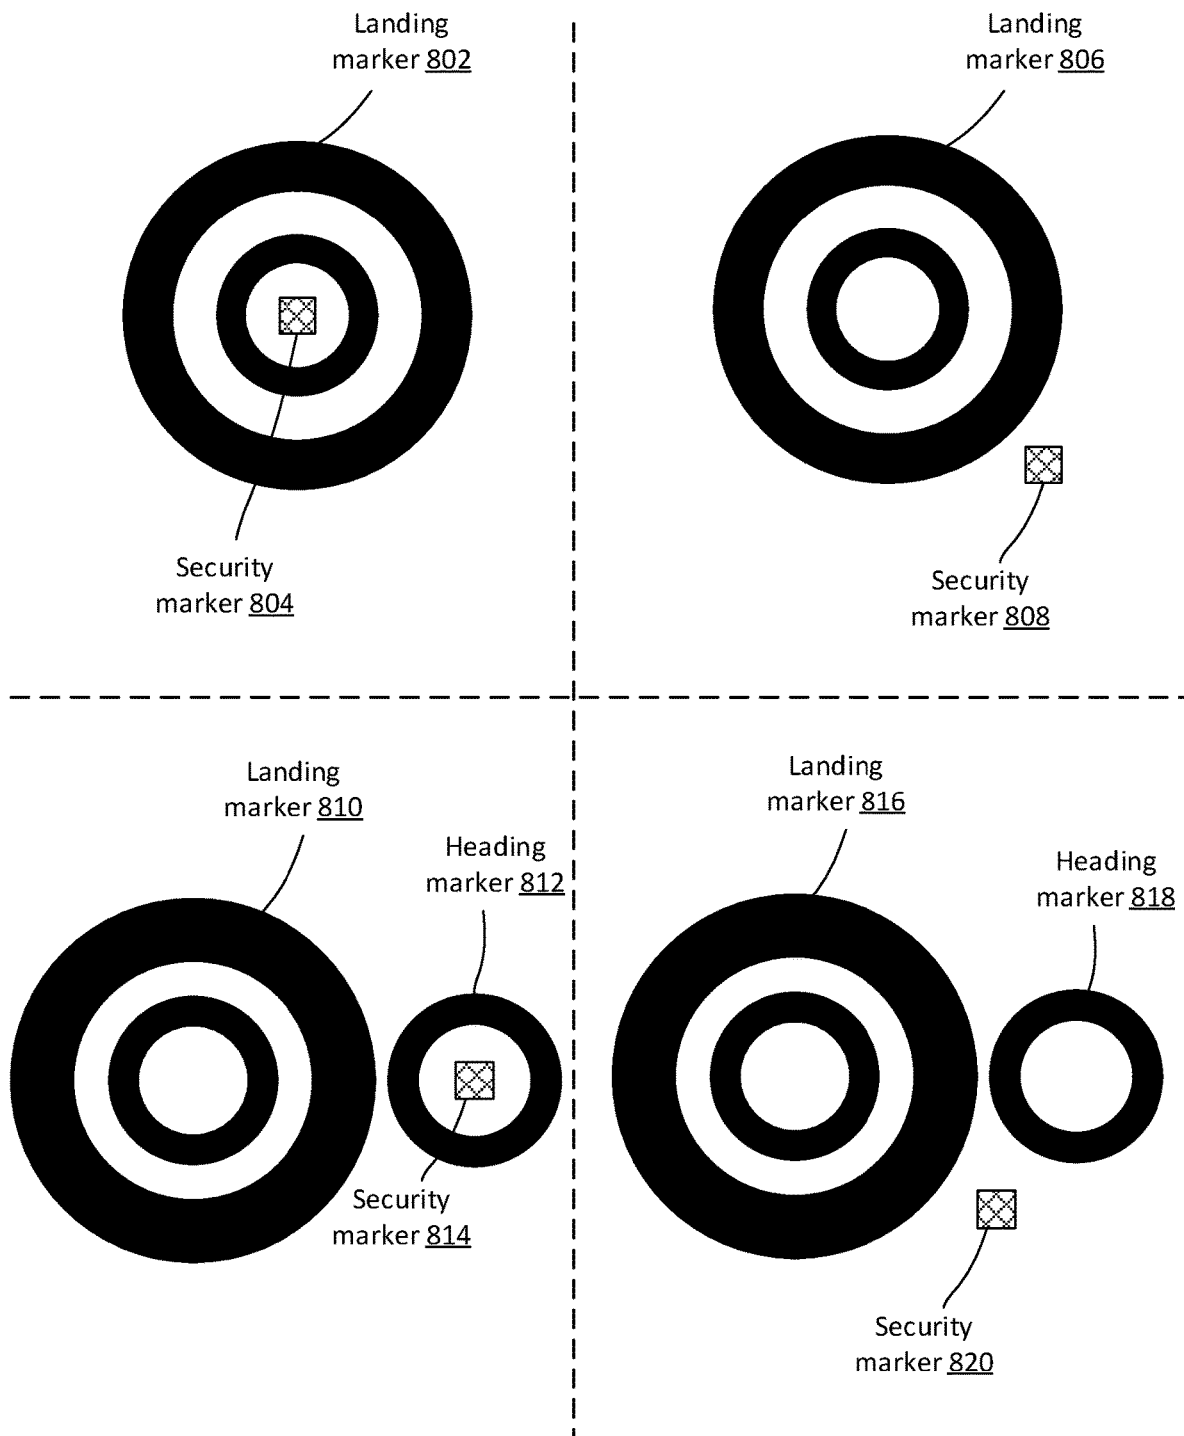 Landing
marker 802
Landing
marker 806
Security
marker 804
Security
marker 808
Landing
marker 810
Heading
marker 812
Security
marker 814
Landing
marker 816
Heading
marker 818
Security
marker 820